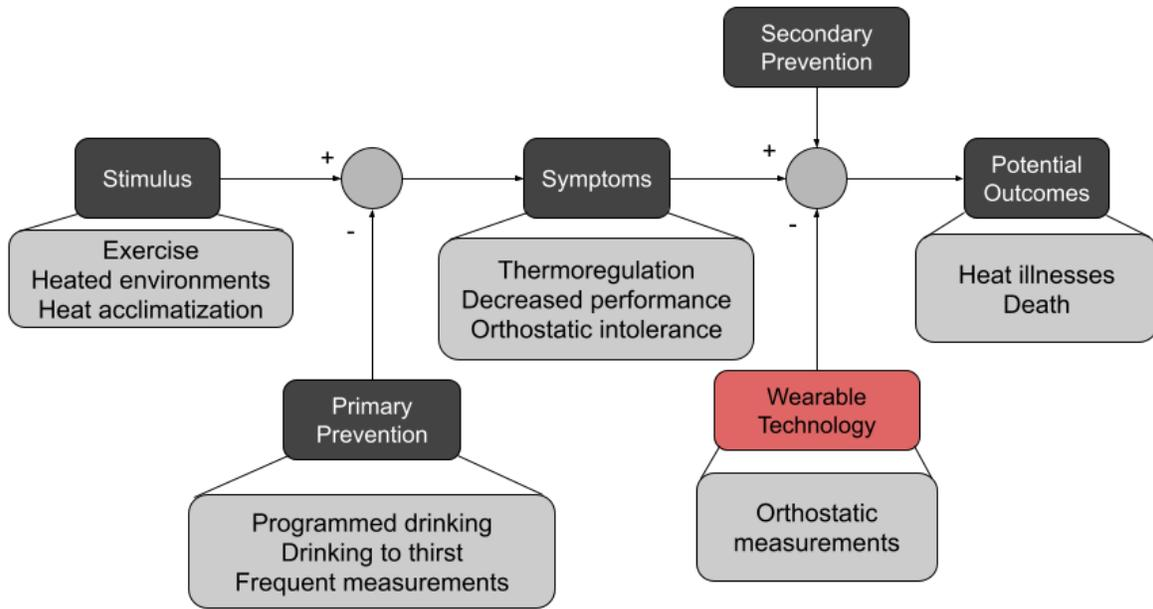 Secondary
Prevention
Stimulus
+
Symptoms
+
Potential
Outcomes
-
-
Exercise
Heated environments
Heat acclimatization
Thermoregulation
Decreased performance
Orthostatic intolerance
Heat illnesses
Death
Primary
Prevention
Wearable
Technology
Programmed drinking
Drinking to thirst
Frequent measurements
Orthostatic
measurements